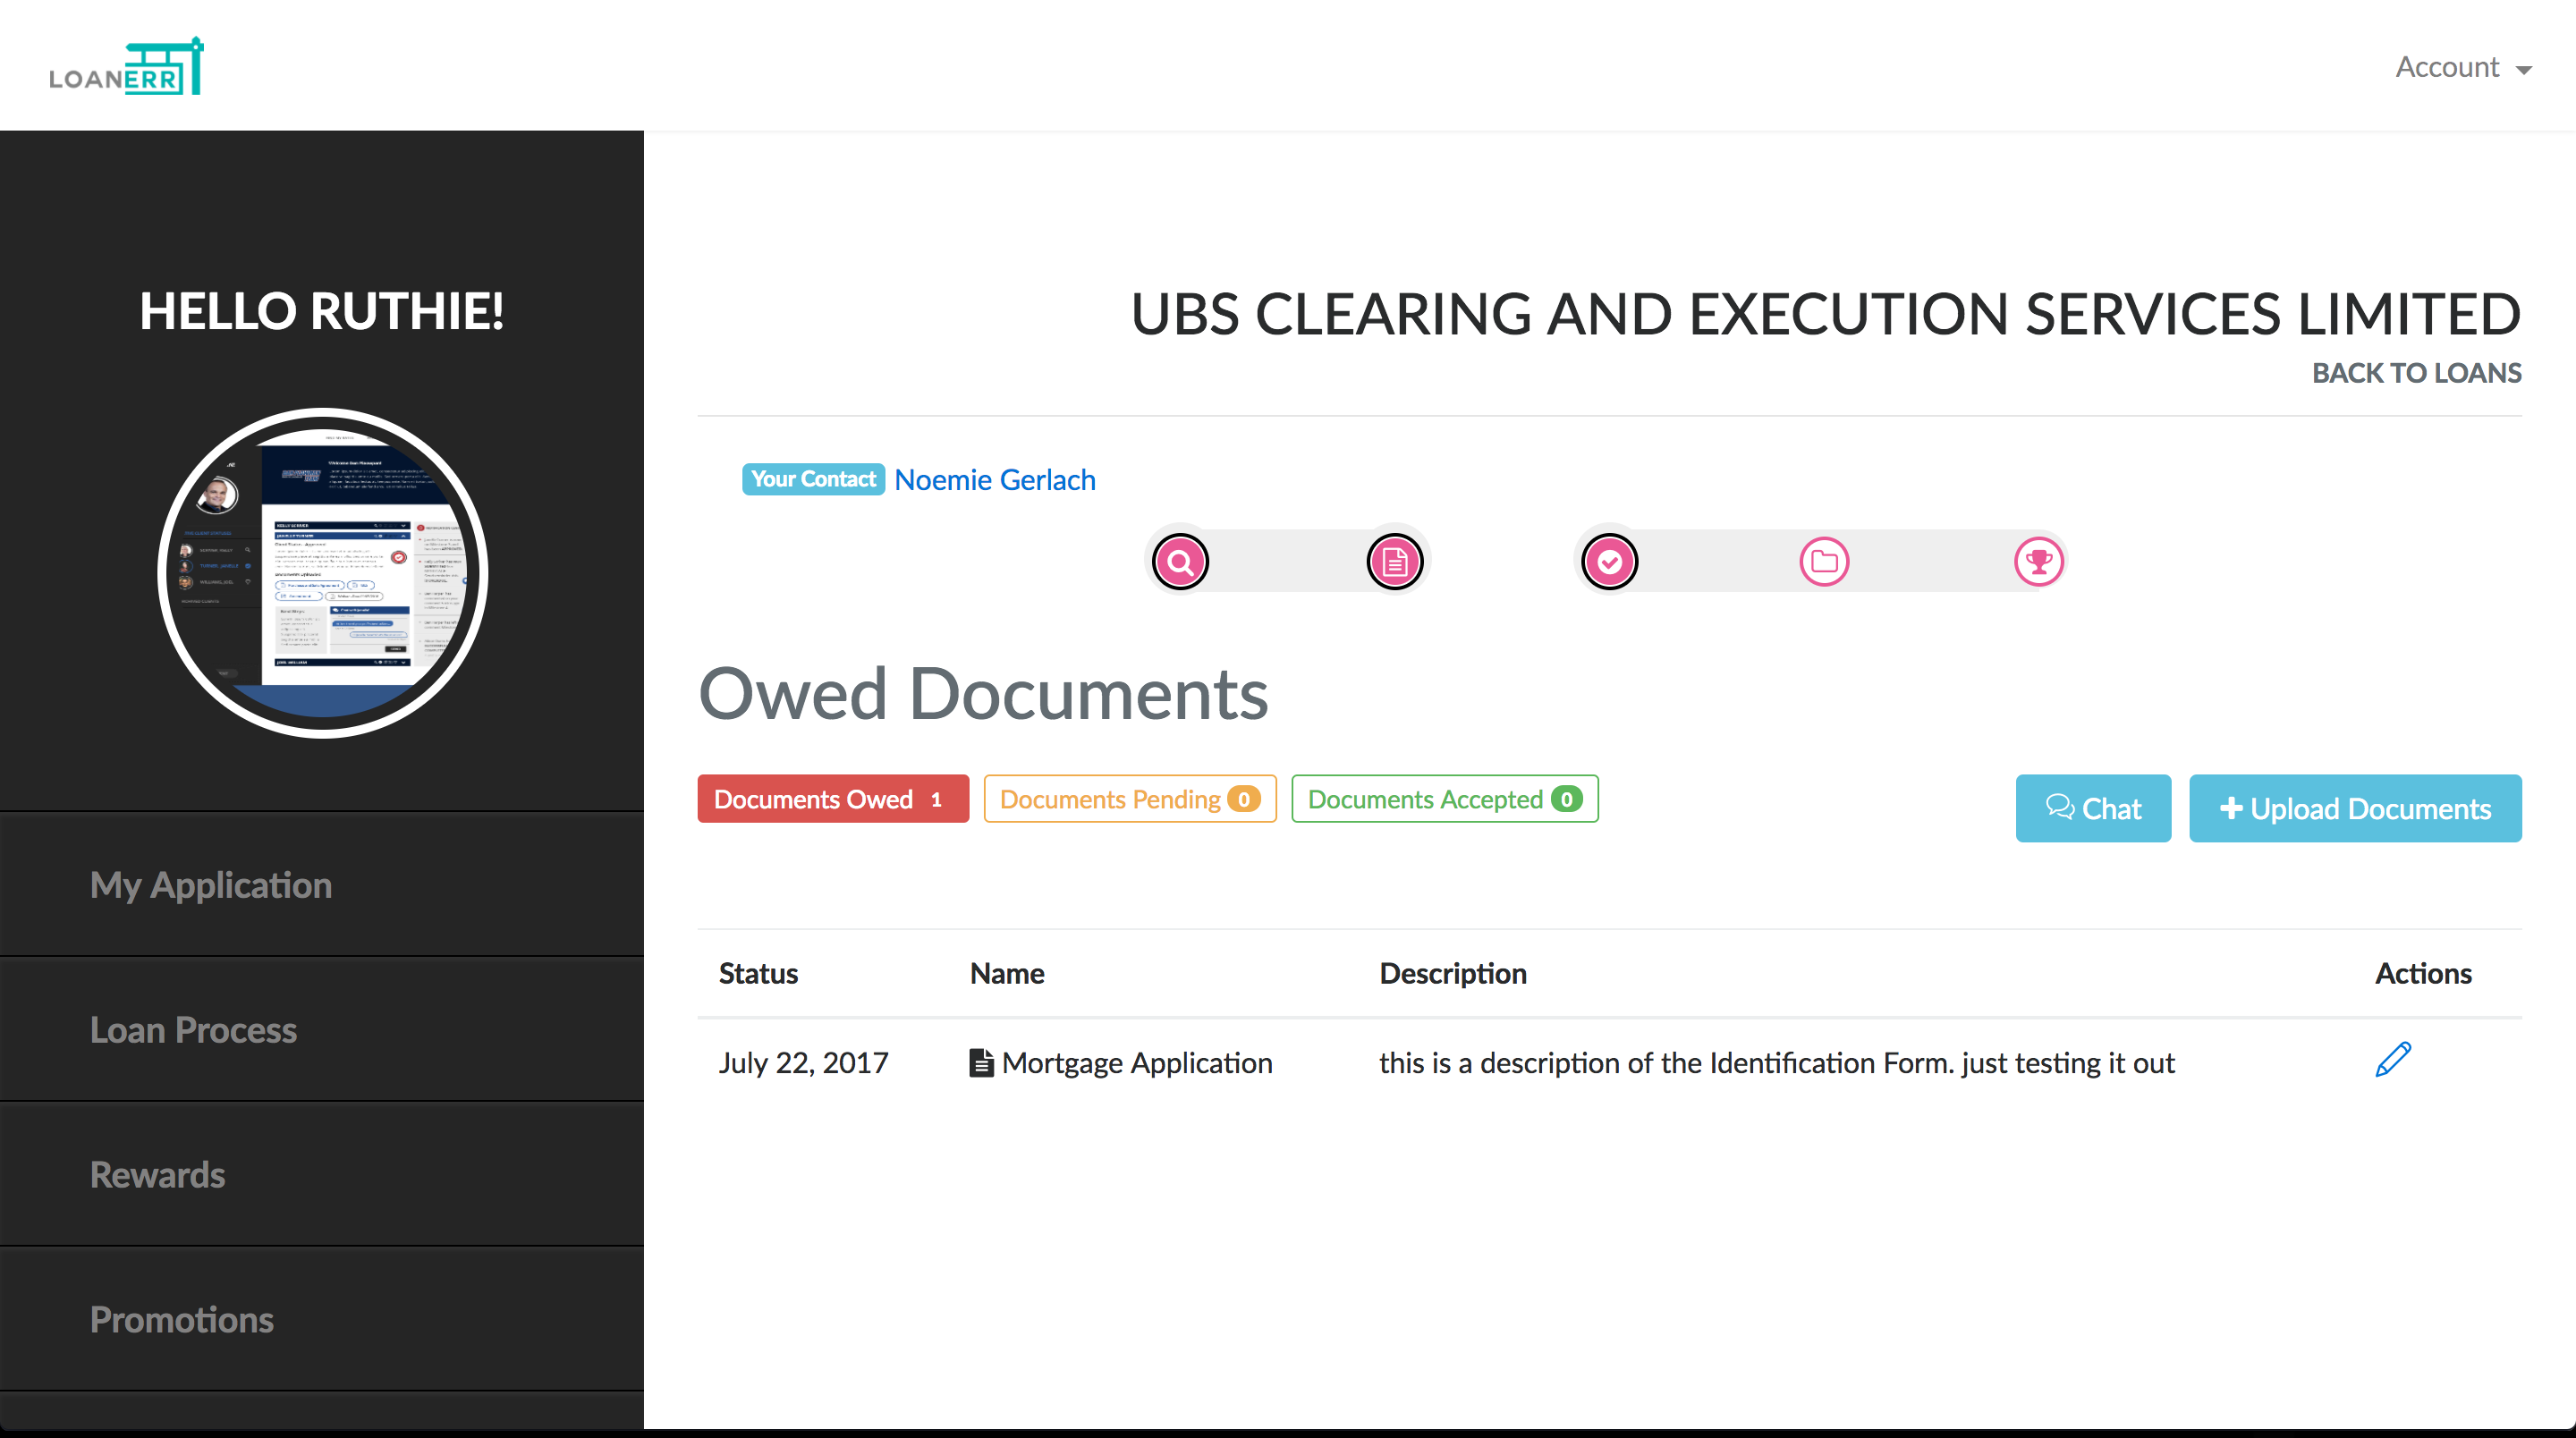 LOANERR
Account
HELLO RUTHIE!
My Application
Loan Process
Rewards
Promotions
UBS CLEARING AND EXECUTION SERVICES LIMITED
BACK TO LOANS
Your Contact Noemie Gerlach
Owed Documents
Documents Owed 1 Documents Pending 0 Documents Accepted 0 Chat Upload Documents
Status Name Description Actions
July 22, 2017 Mortgage Application this is a description of the Identification Form. just testing it out